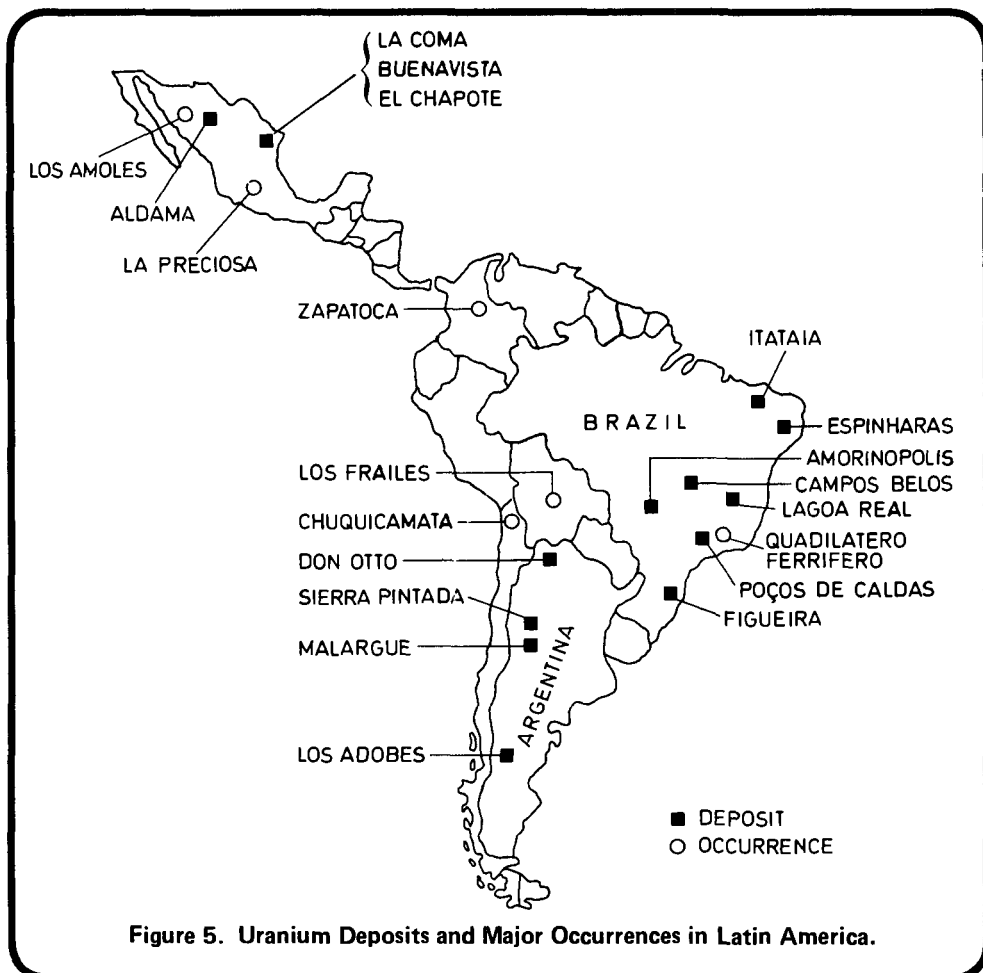 LA COMA
BUENAVISTA
EL CHAPOTE
LOS AMOLES
ALDAMA
LA PRECIOSA
ZAPATOCA
ITATAIA
BRAZIL
ESPINHARAS
AMORINOPOLIS
LOS FRAILES
CAMPOS BELOS
LAGOA REAL
CHUQUICAMATA
QUADILATERO
FERRIFERO
DON OTTO
POÇOS DE CALDAS
SIERRA PINTADA
FIGUEIRA
MALARGUE
ARGENTINA
LOS ADOBES
DEPOSIT
OCCURRENCE
Figure 5. Uranium Deposits and Major Occurrences in Latin America.